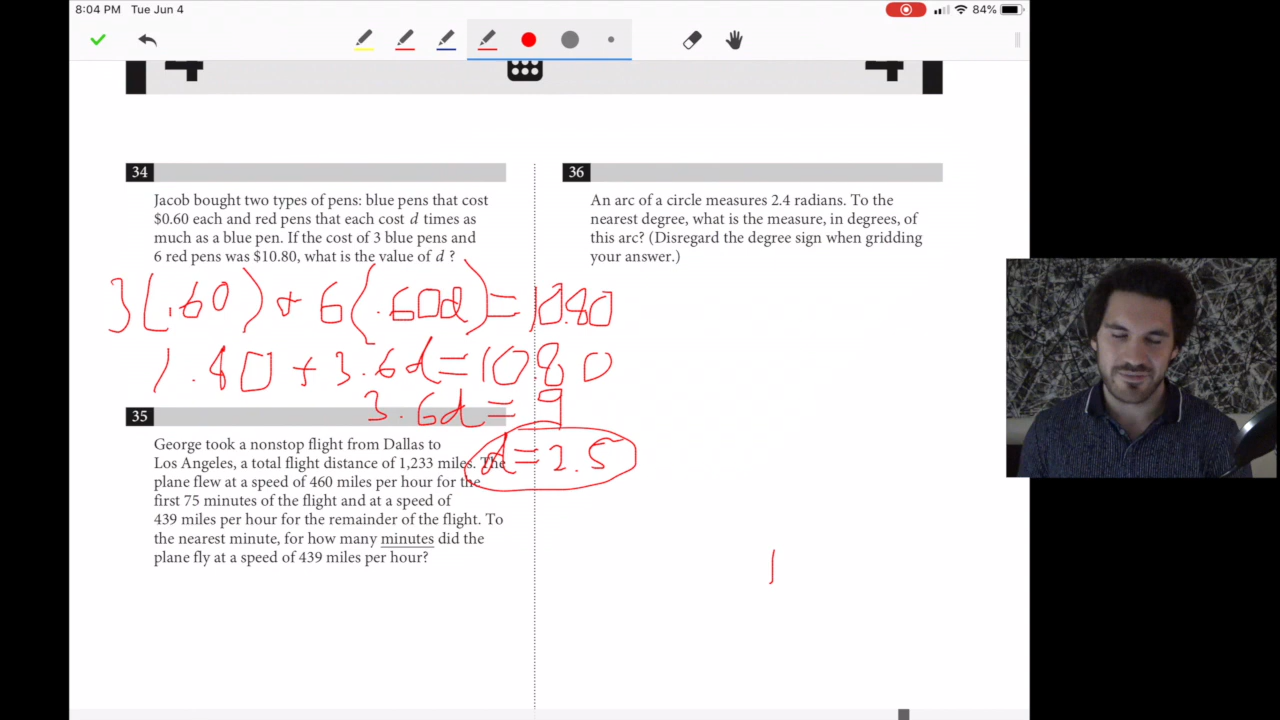 8:04 PM Tue Jun 4
84%
4
4
34
Jacob bought two types of pens: blue pens that cost
$0.60 each and red pens that each cost d times as
much as a blue pen. If the cost of 3 blue pens and
6 red pens was $10.80, what is the value of d ?
3(.60) + 6(.60d) = 10.80
1.80 + 3.6d = 10.80
3.6d = 9
d = 2.5
35
George took a nonstop flight from Dallas to
Los Angeles, a total flight distance of 1,233 miles. The
plane flew at a speed of 460 miles per hour for the
first 75 minutes of the flight and at a speed of
439 miles per hour for the remainder of the flight. To
the nearest minute, for how many minutes did the
plane fly at a speed of 439 miles per hour?
36
An arc of a circle measures 2.4 radians. To the
nearest degree, what is the measure, in degrees, of
this arc? (Disregard the degree sign when gridding
your answer.)